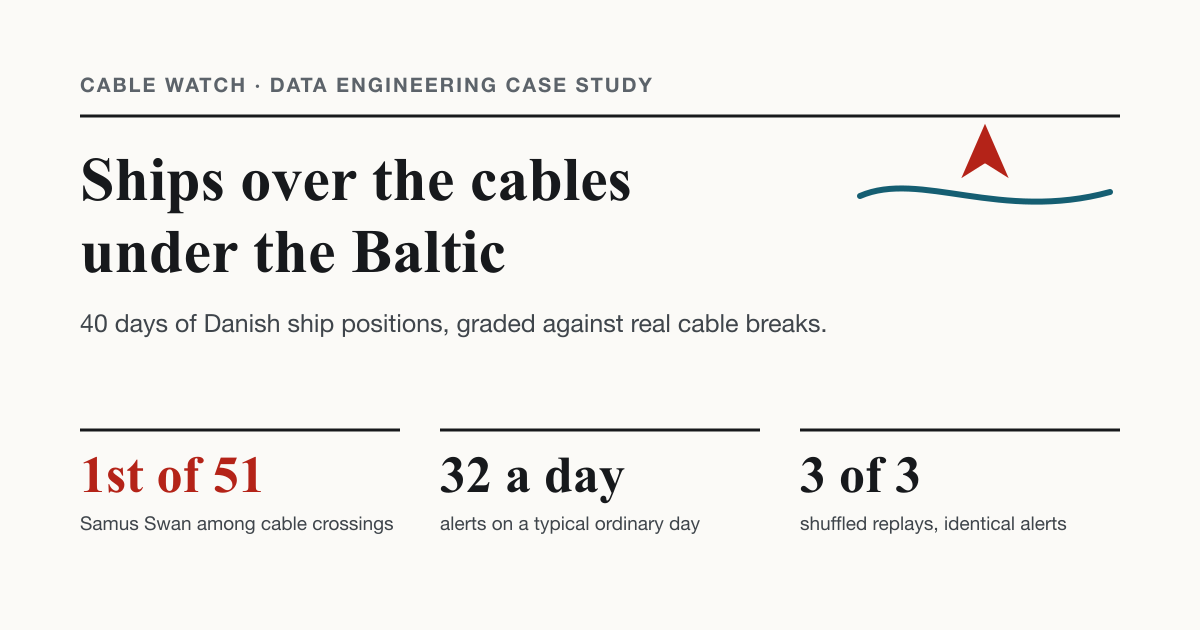 CABLE WATCH · DATA ENGINEERING CASE STUDY
Ships over the cables
under the Baltic
40 days of Danish ship positions, graded against real cable breaks.
1st of 51
Samus Swan among cable crossings
32 a day
alerts on a typical ordinary day
3 of 3
shuffled replays, identical alerts